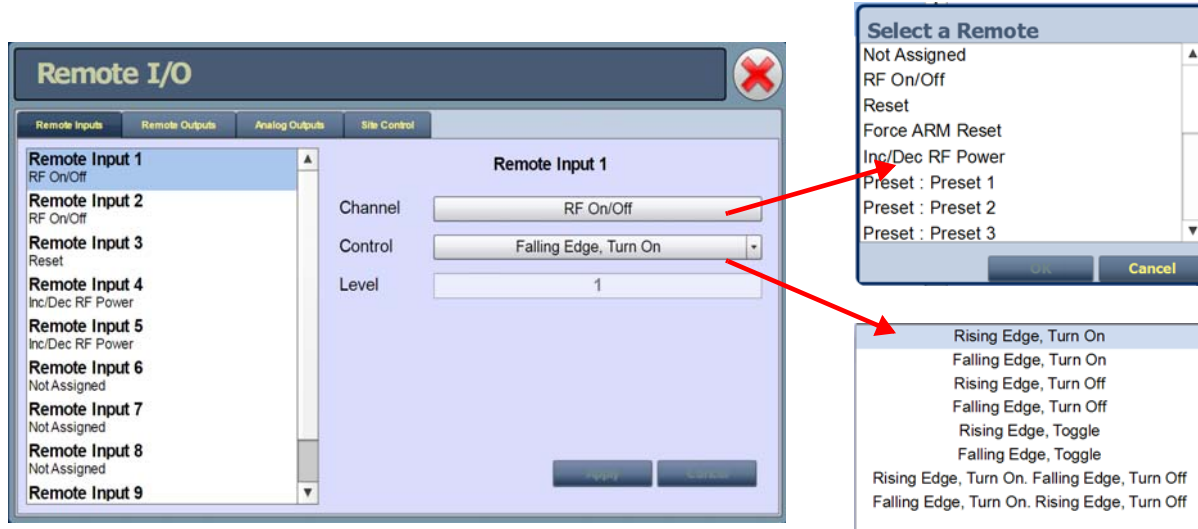 Remote I/O
Remote Inputs
Remote Outputs
Analog Outputs
Site Control
Remote Input 1
RF On/Off
Remote Input 2
RF On/Off
Remote Input 3
Reset
Remote Input 4
Inc/Dec RF Power
Remote Input 5
Inc/Dec RF Power
Remote Input 6
Not Assigned
Remote Input 7
Not Assigned
Remote Input 8
Not Assigned
Remote Input 9
Remote Input 1
Channel RF On/Off
Control Falling Edge, Turn On
Level 1
Apply Cancel
Select a Remote
Not Assigned
RF On/Off
Reset
Force ARM Reset
Inc/Dec RF Power
Preset : Preset 1
Preset : Preset 2
Preset : Preset 3
OK Cancel
Rising Edge, Turn On
Falling Edge, Turn On
Rising Edge, Turn Off
Falling Edge, Turn Off
Rising Edge, Toggle
Falling Edge, Toggle
Rising Edge, Turn On. Falling Edge, Turn Off
Falling Edge, Turn On. Rising Edge, Turn Off